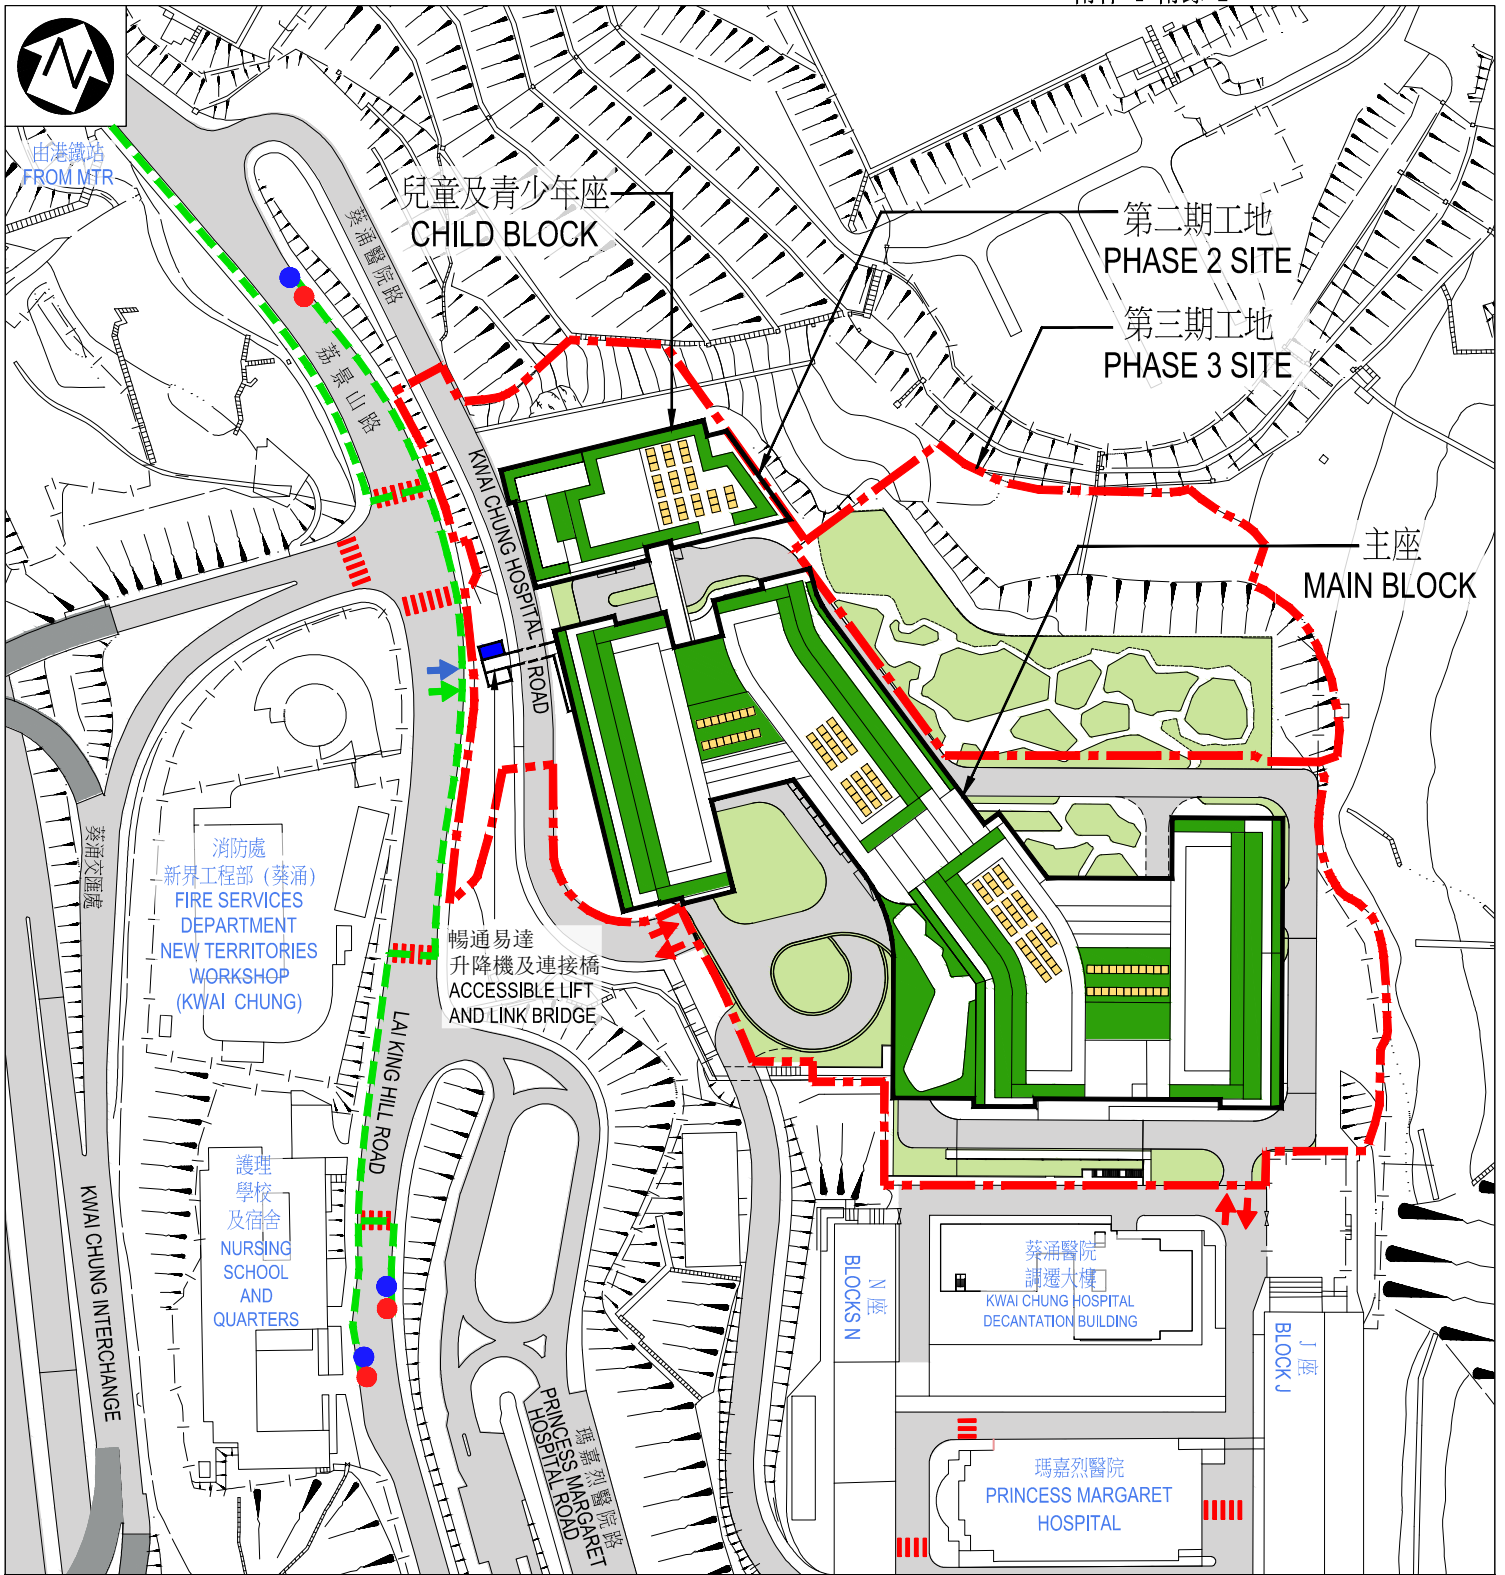 N
由港鐵站
FROM MTR
葵涌醫院路
兒童及青少年座
CHILD BLOCK
第二期工地
PHASE 2 SITE
第三期工地
PHASE 3 SITE
荔景山路
主座
MAIN BLOCK
KWAI CHUNG HOSPITAL ROAD
葵涌交匯處
消防處
新界工程部 (葵涌)
FIRE SERVICES
DEPARTMENT
NEW TERRITORIES
WORKSHOP
(KWAI CHUNG)
暢通易達
升降機及連接橋
ACCESSIBLE LIFT
AND LINK BRIDGE
LAI KING HILL ROAD
護理
學校
及宿舍
NURSING
SCHOOL
AND
QUARTERS
KWAI CHUNG INTERCHANGE
N 座
BLOCKS N
葵涌醫院
調遷大樓
KWAI CHUNG HOSPITAL
DECANTATION BUILDING
J 座
BLOCK J
瑪嘉烈醫院路
PRINCESS MARGARET
HOSPITAL ROAD
瑪嘉烈醫院
PRINCESS MARGARET
HOSPITAL